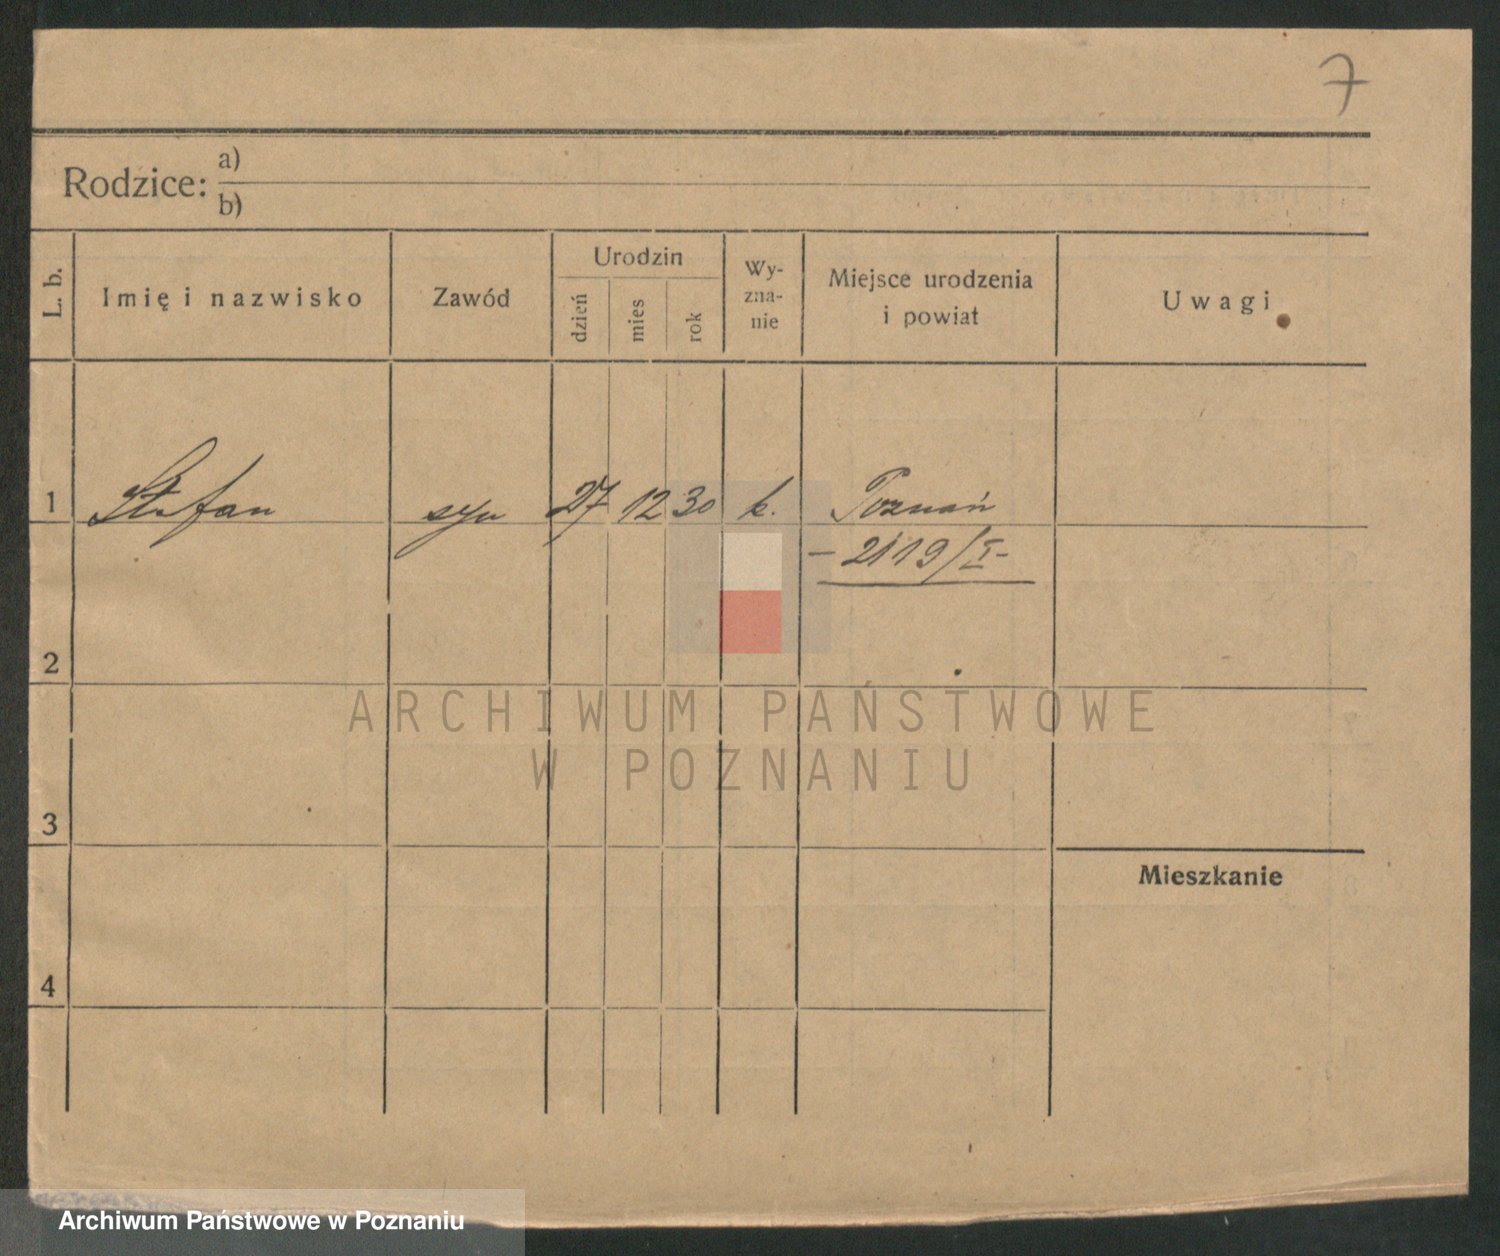 7
Rodzice: a)
b)
L. b.
Imię i nazwisko
Zawód
Urodzin
dzień
mies
rok
Wy-
zna-
nie
Miejsce urodzenia
i powiat
Uwagi
1 Stefan syn 27 12 30 k. Poznań
- 2119/I -
2
ARCHIWUM PAŃSTWOWE
W POZNANIU
3
Mieszkanie
4
Archiwum Państwowe w Poznaniu